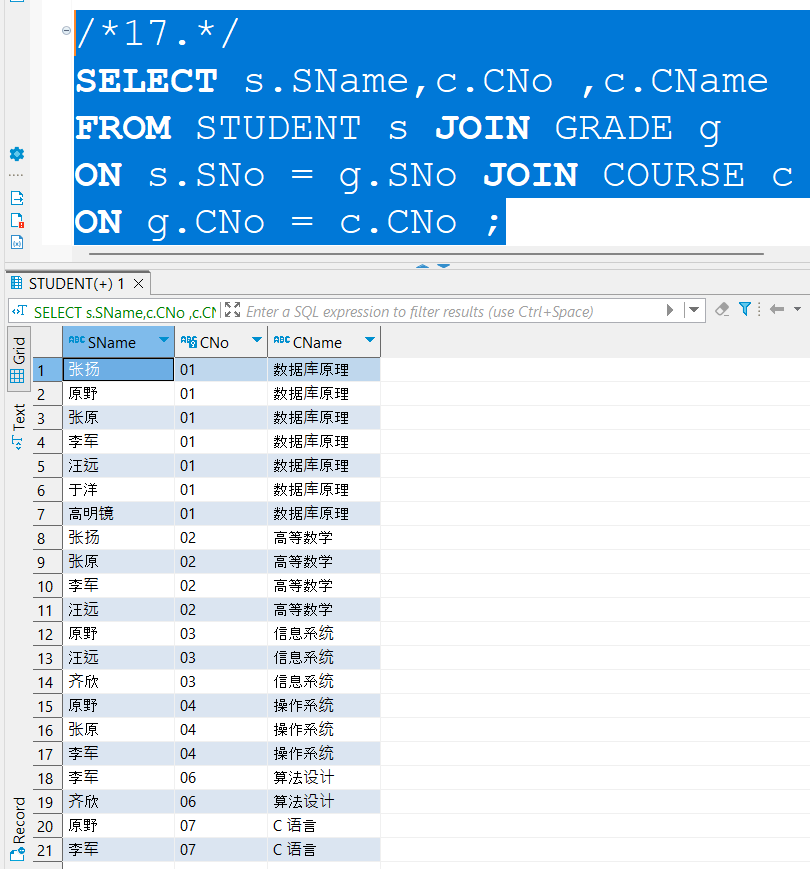 /*17.*/
SELECT s.SName,c.CNo ,c.CName
FROM STUDENT s JOIN GRADE g
ON s.SNo = g.SNo JOIN COURSE c
ON g.CNo = c.CNo ;
STUDENT(+) 1
SELECT s.SName,c.CNo ,c.CN Enter a SQL expression to filter results (use Ctrl+Space)
Grid
Text
Record
SName CNo CName
1 张扬 01 数据库原理
2 原野 01 数据库原理
3 张原 01 数据库原理
4 李军 01 数据库原理
5 汪远 01 数据库原理
6 于洋 01 数据库原理
7 高明镜 01 数据库原理
8 张扬 02 高等数学
9 张原 02 高等数学
10 李军 02 高等数学
11 汪远 02 高等数学
12 原野 03 信息系统
13 汪远 03 信息系统
14 齐欣 03 信息系统
15 原野 04 操作系统
16 张原 04 操作系统
17 李军 04 操作系统
18 李军 06 算法设计
19 齐欣 06 算法设计
20 原野 07 C 语言
21 李军 07 C 语言